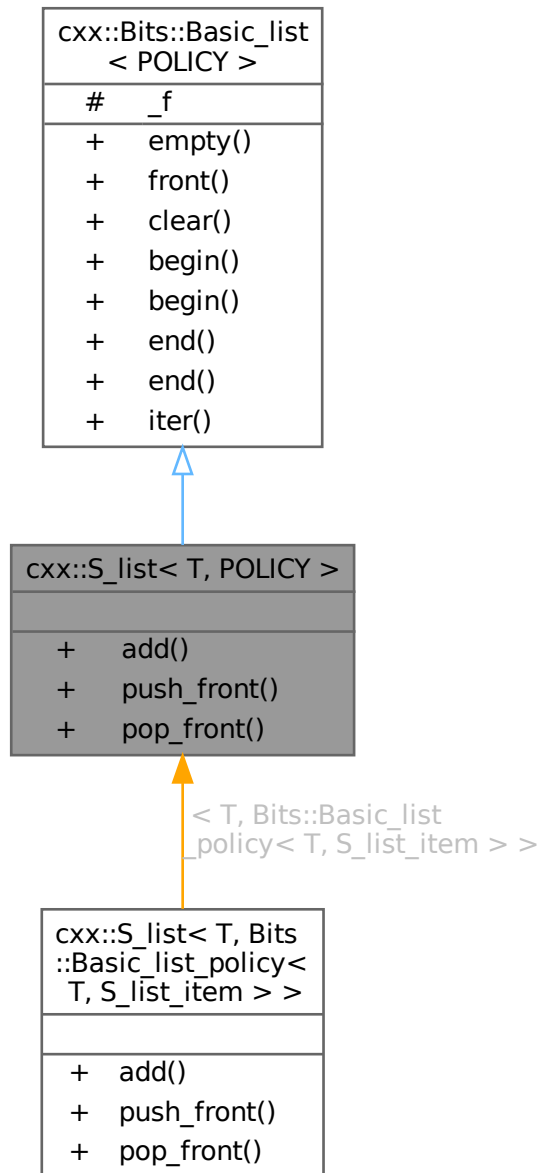 cxx::Bits::Basic_list
< POLICY >
# _f
+ empty()
+ front()
+ clear()
+ begin()
+ begin()
+ end()
+ end()
+ iter()
cxx::S_list< T, POLICY >
+ add()
+ push_front()
+ pop_front()
< T, Bits::Basic_list
_policy< T, S_list_item > >
cxx::S_list< T, Bits
::Basic_list_policy<
T, S_list_item > >
+ add()
+ push_front()
+ pop_front()